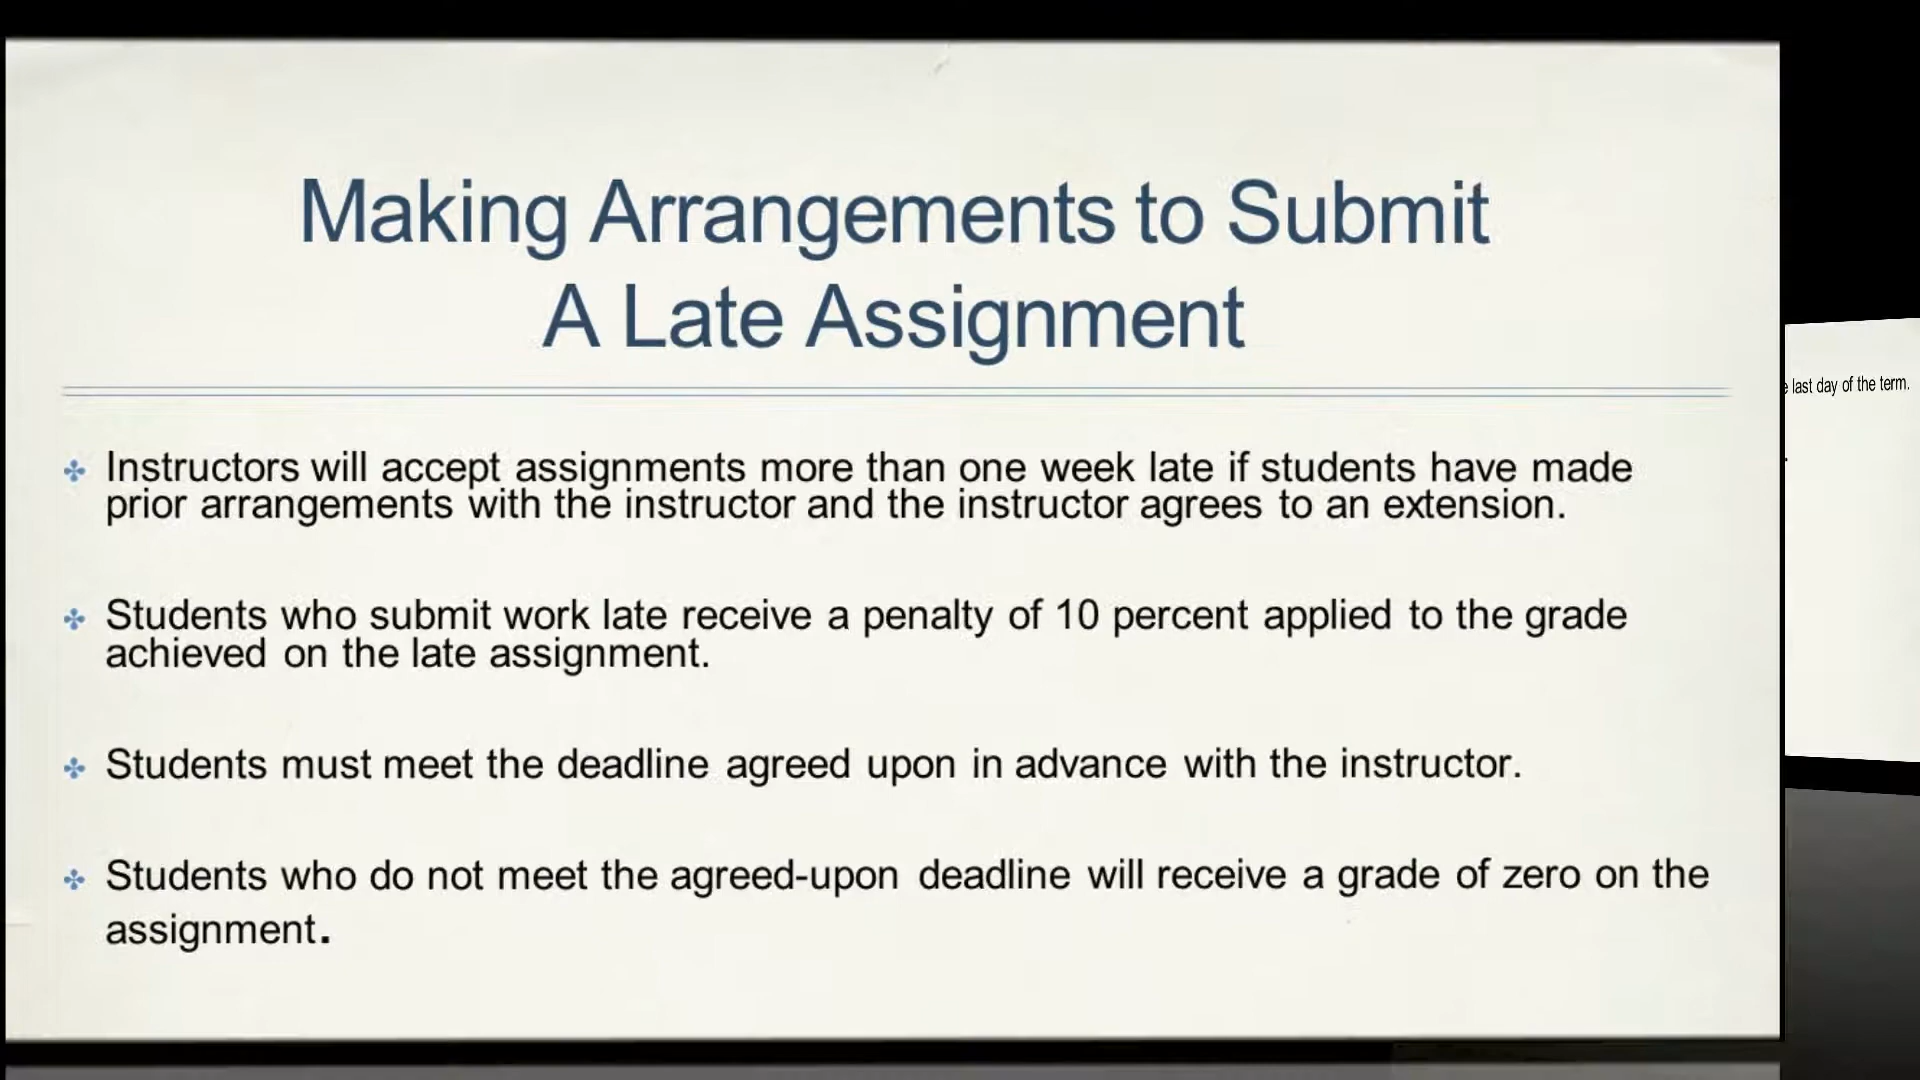 Making Arrangements to Submit
A Late Assignment
Instructors will accept assignments more than one week late if students have made
prior arrangements with the instructor and the instructor agrees to an extension.
Students who submit work late receive a penalty of 10 percent applied to the grade
achieved on the late assignment.
Students must meet the deadline agreed upon in advance with the instructor.
Students who do not meet the agreed-upon deadline will receive a grade of zero on the
assignment.
last day of the term.